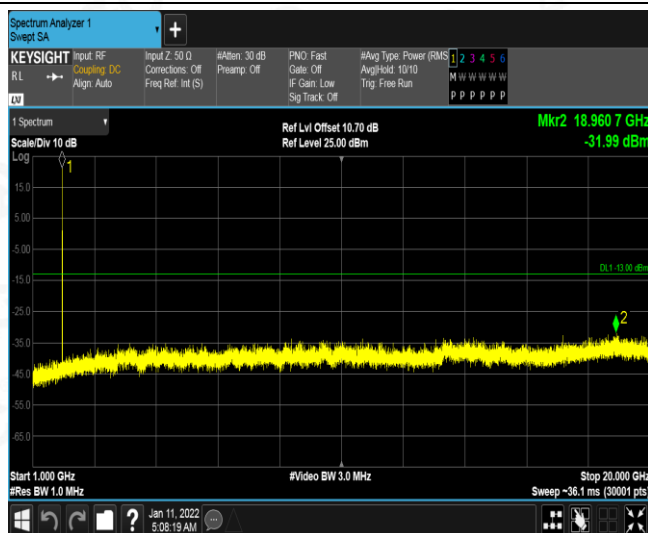 Spectrum Analyzer 1
Swept SA
+
KEYSIGHT
RL
Input: RF
Coupling: DC
Align: Auto
Input Z: 50 Ω
Corrections: Off
Freq Ref: Int (S)
#Atten: 30 dB
Preamp: Off
PNO: Fast
Gate: Off
IF Gain: Low
Sig Track: Off
#Avg Type: Power (RMS
Avg|Hold: 10/10
Trig: Free Run
1 2 3 4 5 6
M W W W W W
P P P P P P
1 Spectrum
Scale/Div 10 dB
Log
Ref Lvl Offset 10.70 dB
Ref Level 25.00 dBm
Mkr2 18.960 7 GHz
-31.99 dBm
1
15.0
5.00
-5.00
-15.0
DL1 -13.00 dBm
2
-35.0
-45.0
-55.0
-65.0
Start 1.000 GHz
#Res BW 1.0 MHz
#Video BW 3.0 MHz
Stop 20.000 GHz
Sweep ~36.1 ms (30001 pts)
?
Jan 11, 2022
5:08:19 AM